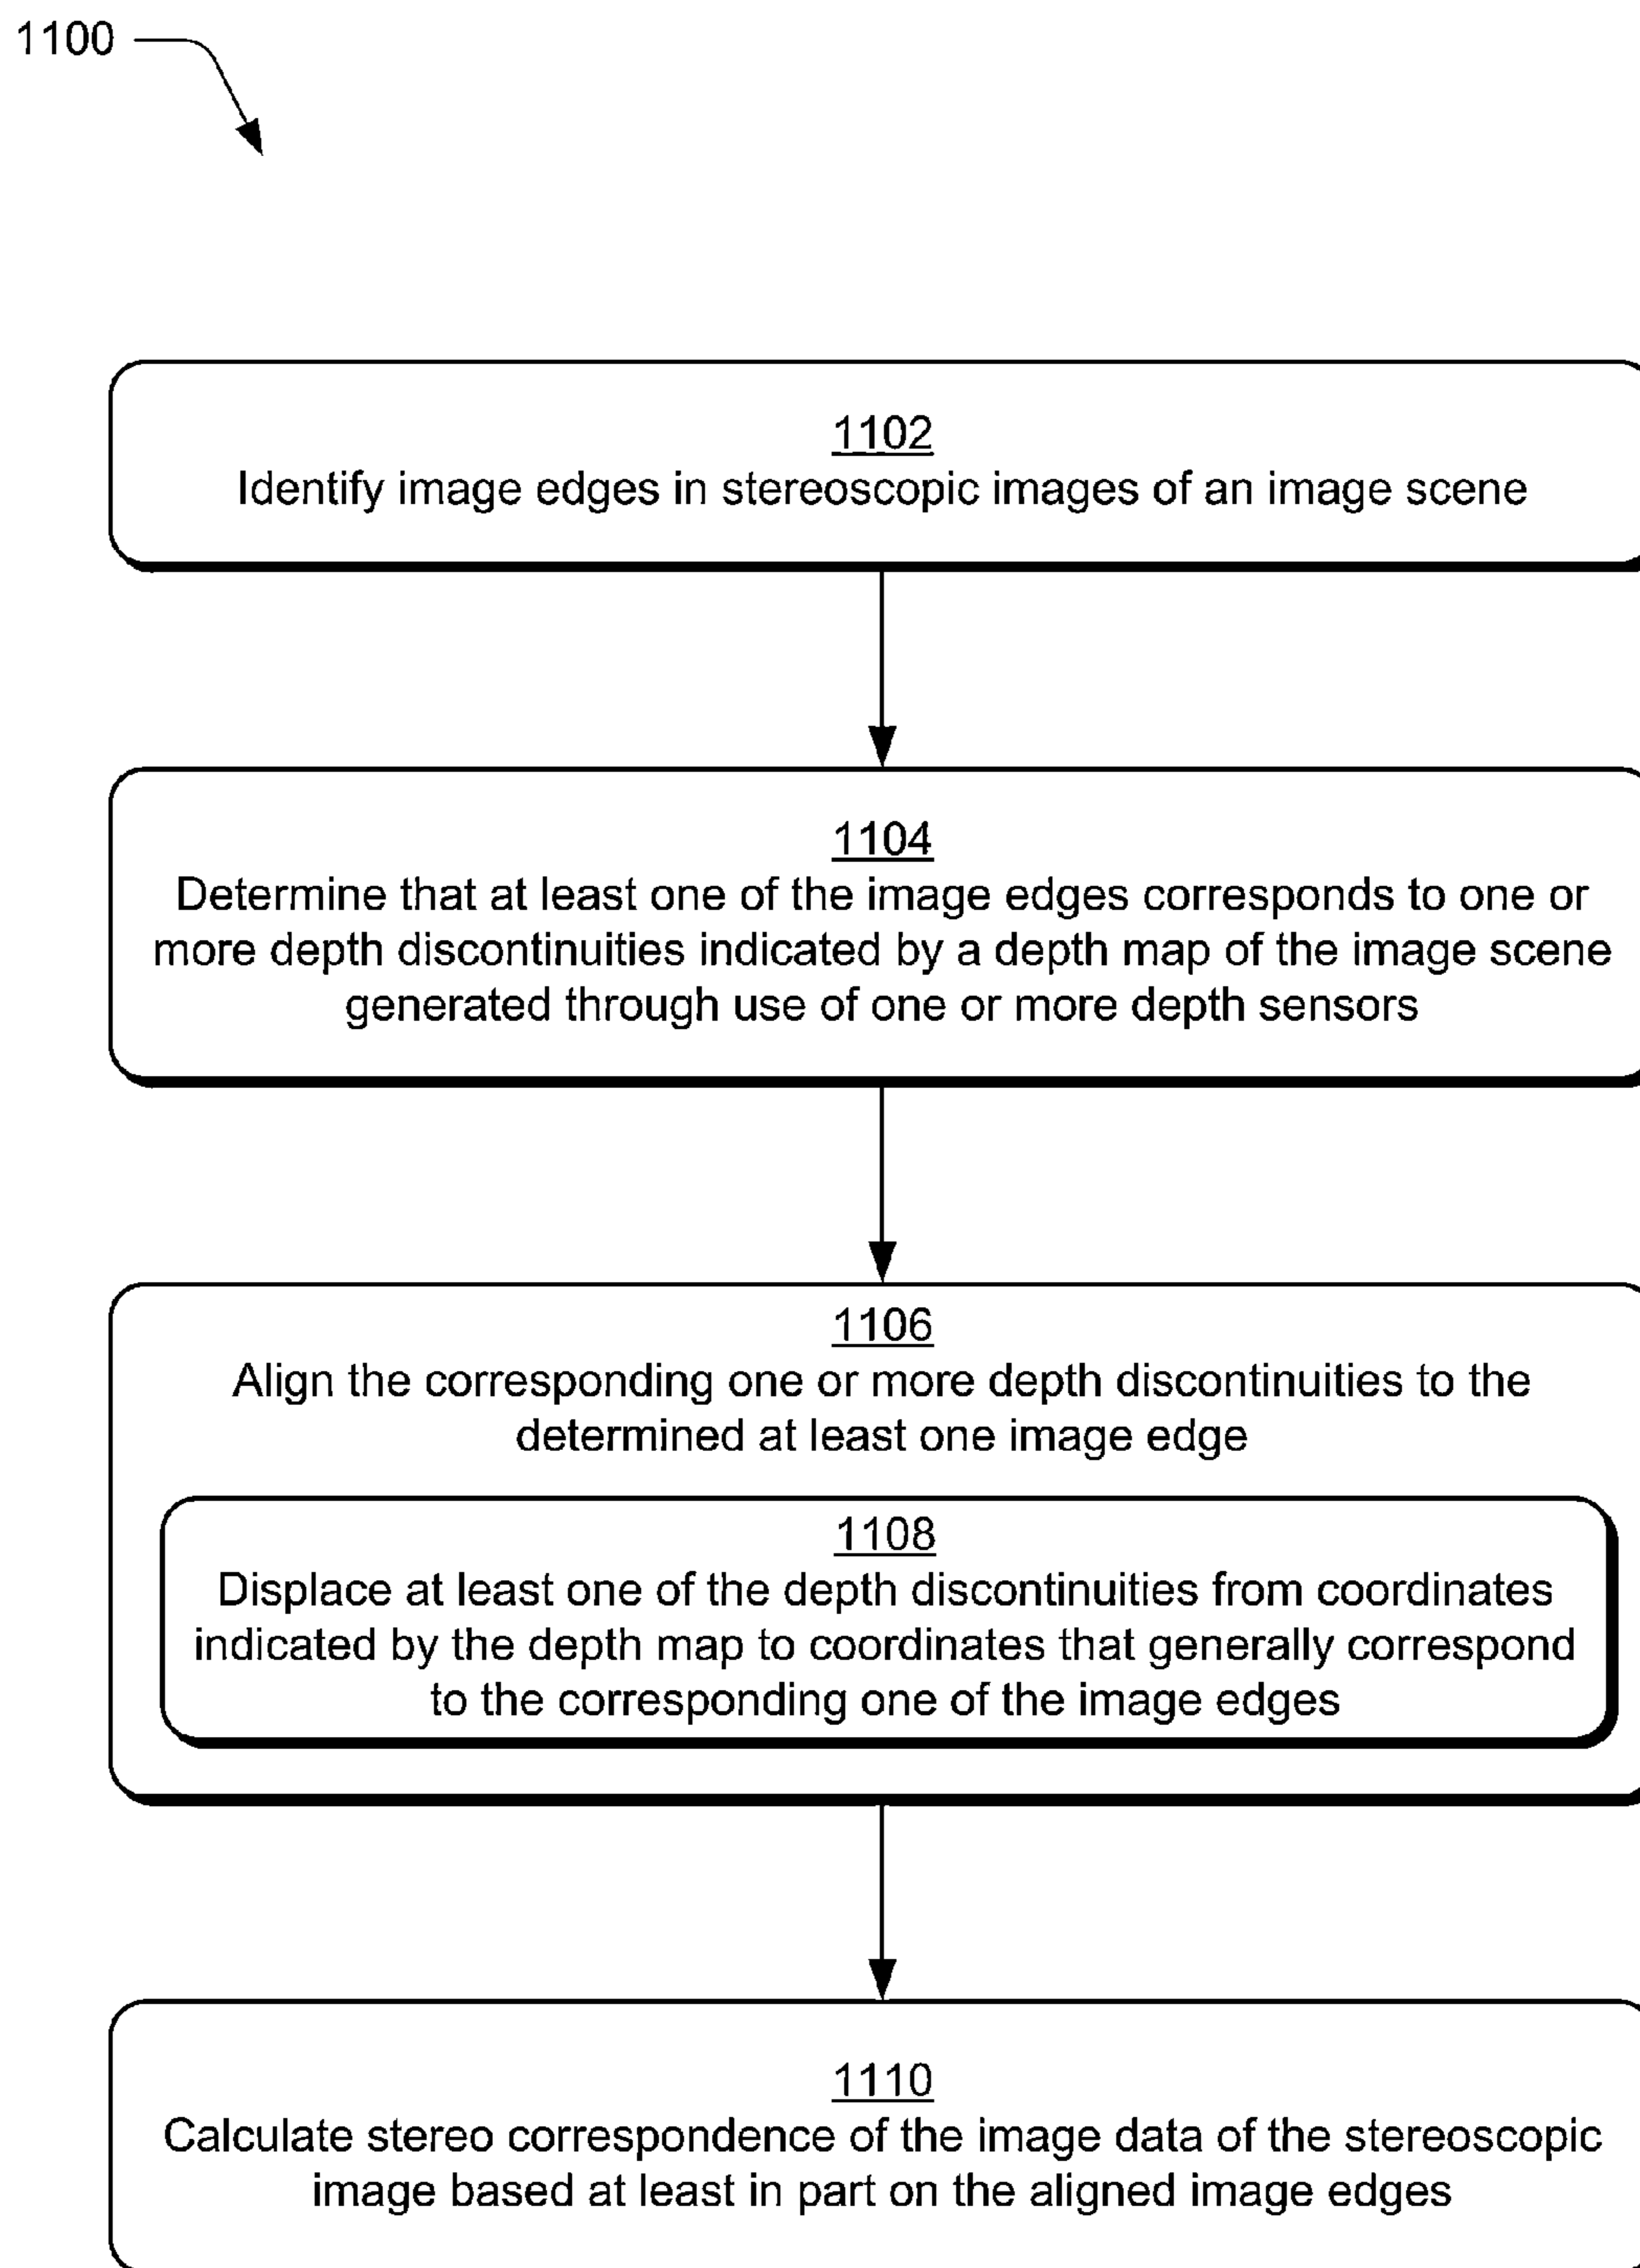 1100
1102
Identify image edges in stereoscopic images of an image scene
1104
Determine that at least one of the image edges corresponds to one or
more depth discontinuities indicated by a depth map of the image scene
generated through use of one or more depth sensors
1106
Align the corresponding one or more depth discontinuities to the
determined at least one image edge
1108
Displace at least one of the depth discontinuities from coordinates
indicated by the depth map to coordinates that generally correspond
to the corresponding one of the image edges
1110
Calculate stereo correspondence of the image data of the stereoscopic
image based at least in part on the aligned image edges